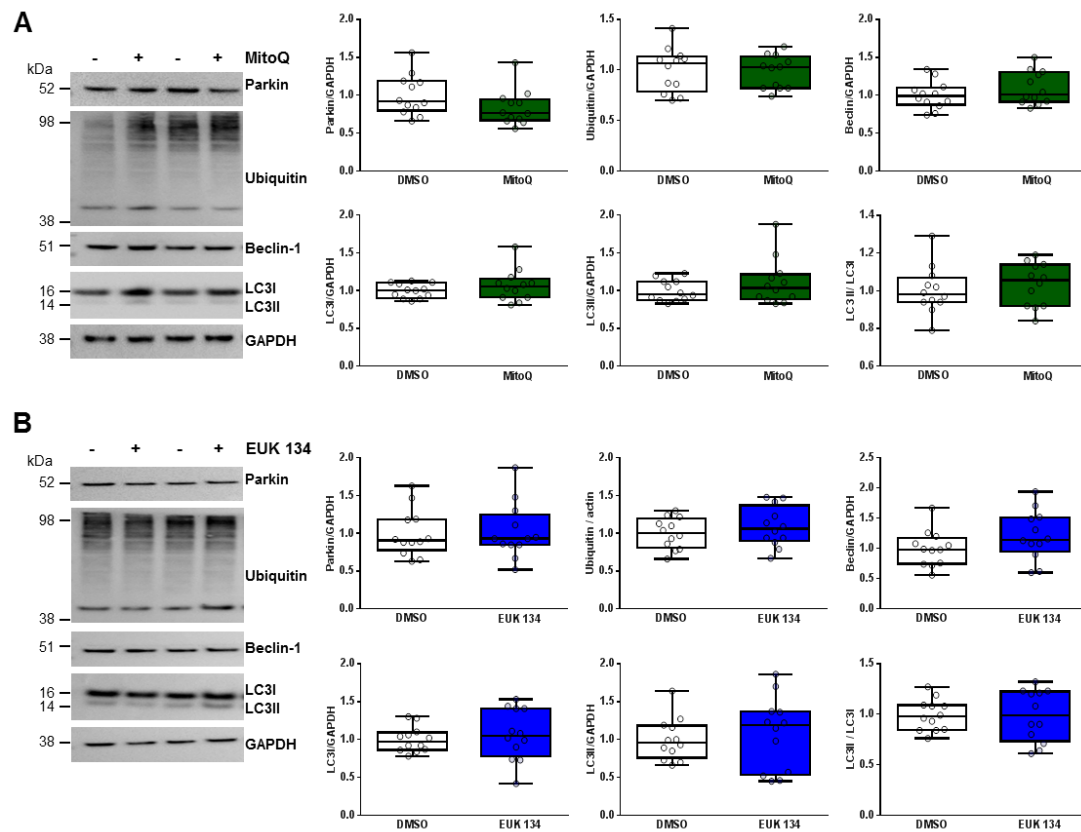 A
- + - + MitoQ
kDa
52 Parkin
98
Ubiquitin
38
51 Beclin-1
16 LC3I
14 LC3II
38 GAPDH
Parkin/GAPDH
2.0
1.5
1.0
0.5
0.0
DMSO MitoQ
Ubiquitin/GAPDH
1.5
1.0
0.5
0.0
DMSO MitoQ
Beclin/GAPDH
2.0
1.5
1.0
0.5
0.0
DMSO MitoQ
LC3I/GAPDH
2.0
1.5
1.0
0.5
0.0
DMSO MitoQ
LC3II/GAPDH
2.0
1.5
1.0
0.5
0.0
DMSO MitoQ
LC3 II / LC3I
1.4
1.2
1.0
0.8
0.6
DMSO MitoQ
B
- + - + EUK 134
kDa
52 Parkin
98
Ubiquitin
38
51 Beclin-1
16 LC3I
14 LC3II
38 GAPDH
Parkin/GAPDH
2.0
1.5
1.0
0.5
0.0
DMSO EUK 134
Ubiquitin / actin
2.0
1.5
1.0
0.5
0.0
DMSO EUK 134
Beclin/GAPDH
2.5
2.0
1.5
1.0
0.5
0.0
DMSO EUK 134
LC3I/GAPDH
2.0
1.5
1.0
0.5
0.0
DMSO EUK 134
LC3II/GAPDH
2.0
1.5
1.0
0.5
0.0
DMSO EUK 134
LC3II / LC3I
1.5
1.0
0.5
0.0
DMSO EUK 134